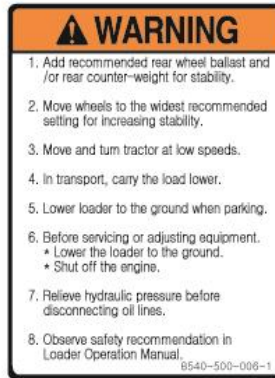 WARNING
1. Add recommended rear wheel ballast and
/or rear counter-weight for stability.
2. Move wheels to the widest recommended
setting for increasing stability.
3. Move and turn tractor at low speeds.
4. In transport, carry the load lower.
5. Lower loader to the ground when parking.
6. Before servicing or adjusting equipment.
* Lower the loader to the ground.
* Shut off the engine.
7. Relieve hydraulic pressure before
disconnecting oil lines.
8. Observe safety recommendation in
Loader Operation Manual.
8540-500-006-1